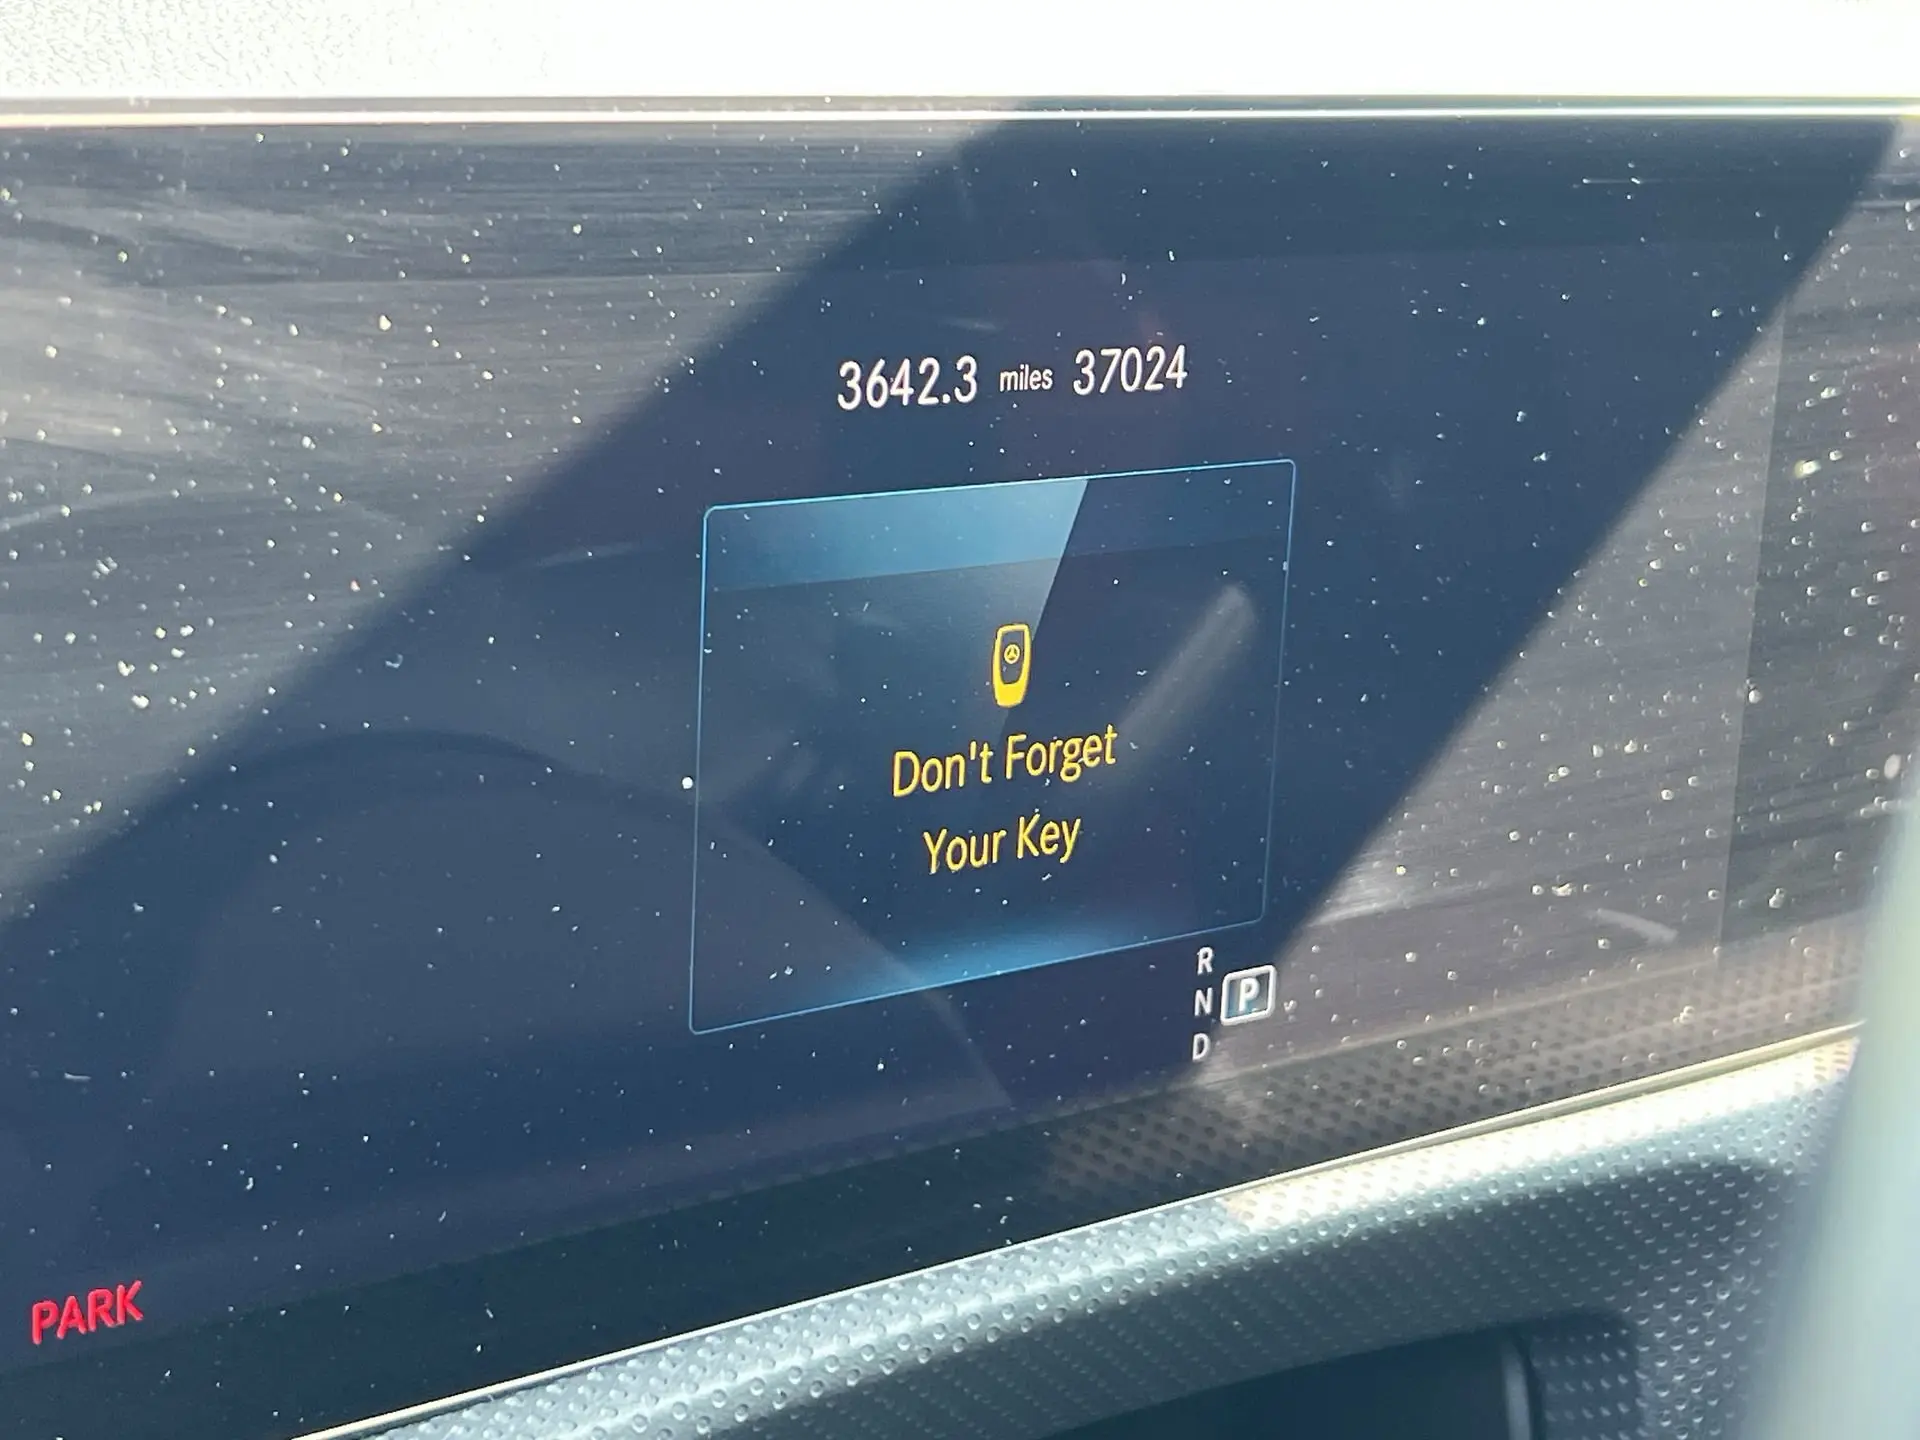 3642.3 miles 37024
Don't Forget
Your Key
R
N P
D
PARK